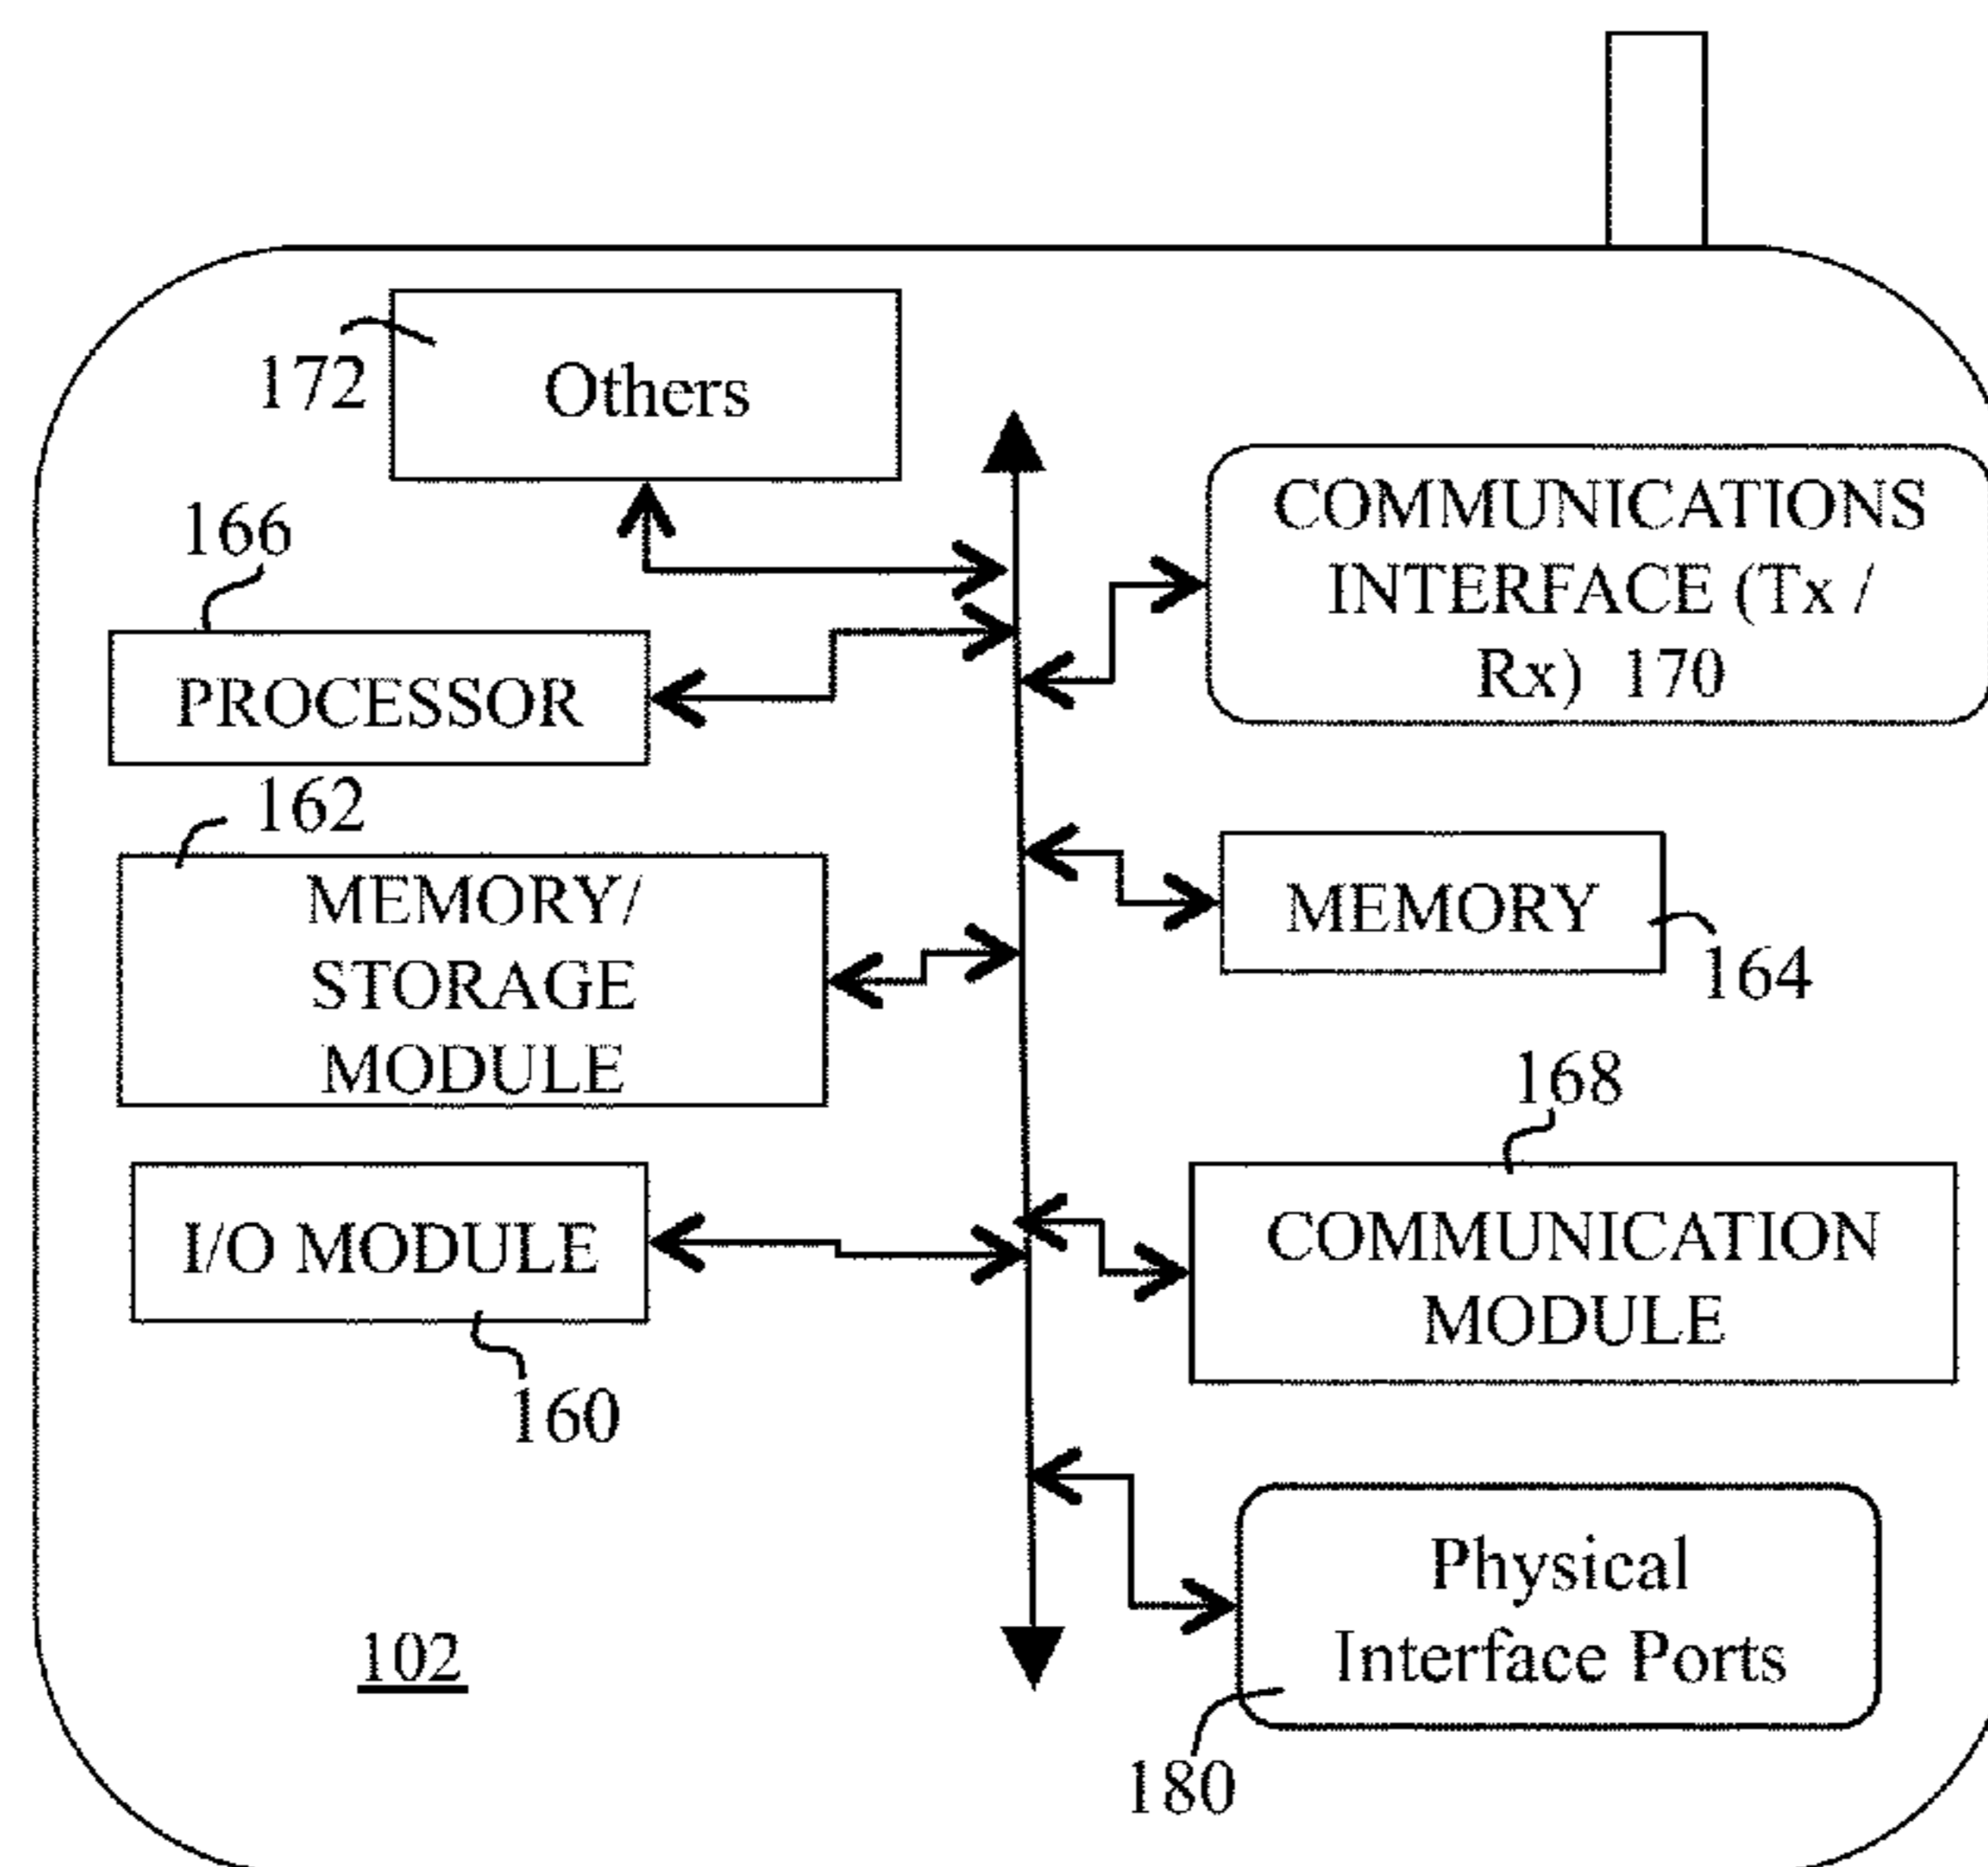 172
Others
166
PROCESSOR
162
MEMORY/
STORAGE
MODULE
I/O MODULE
160
102
COMMUNICATIONS
INTERFACE (Tx /
Rx) 170
MEMORY
164
168
COMMUNICATION
MODULE
Physical
Interface Ports
180